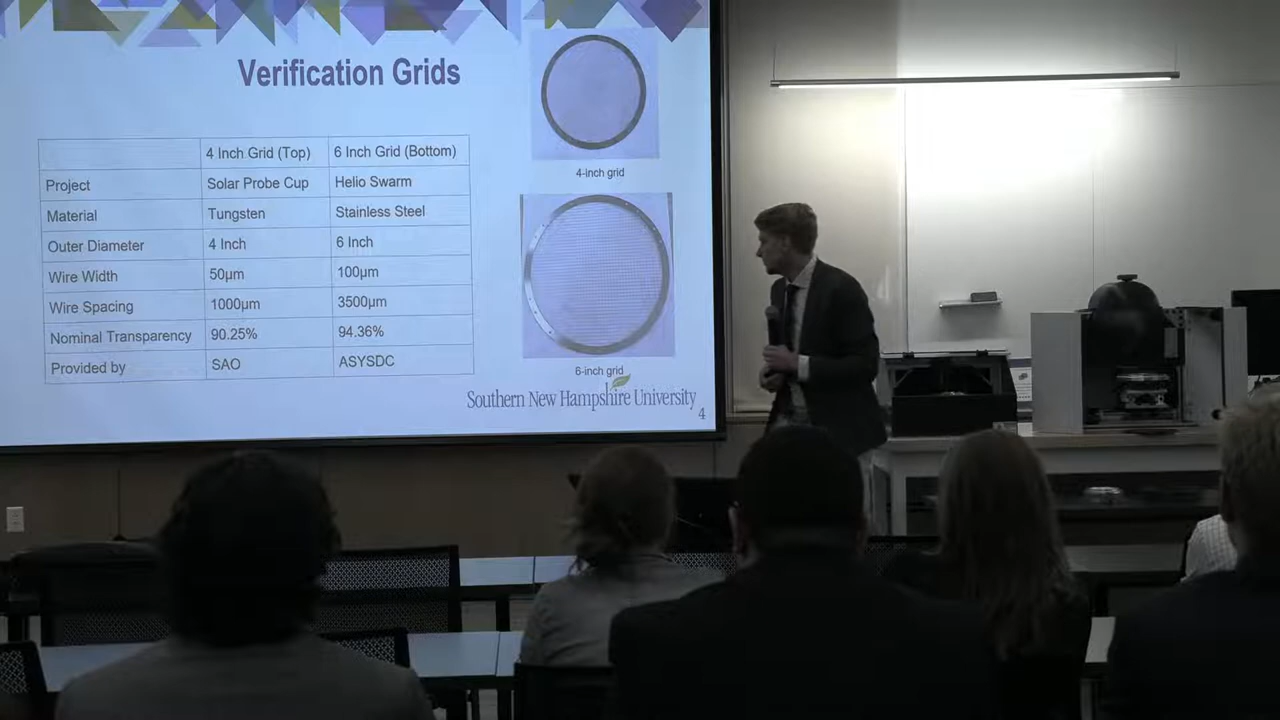 Verification Grids
4 Inch Grid (Top) 6 Inch Grid (Bottom)
Project Solar Probe Cup Helio Swarm
Material Tungsten Stainless Steel
Outer Diameter 4 Inch 6 Inch
Wire Width 50µm 100µm
Wire Spacing 1000µm 3500µm
Nominal Transparency 90.25% 94.36%
Provided by SAO ASYSDC
4-inch grid
6-inch grid
Southern New Hampshire University
4